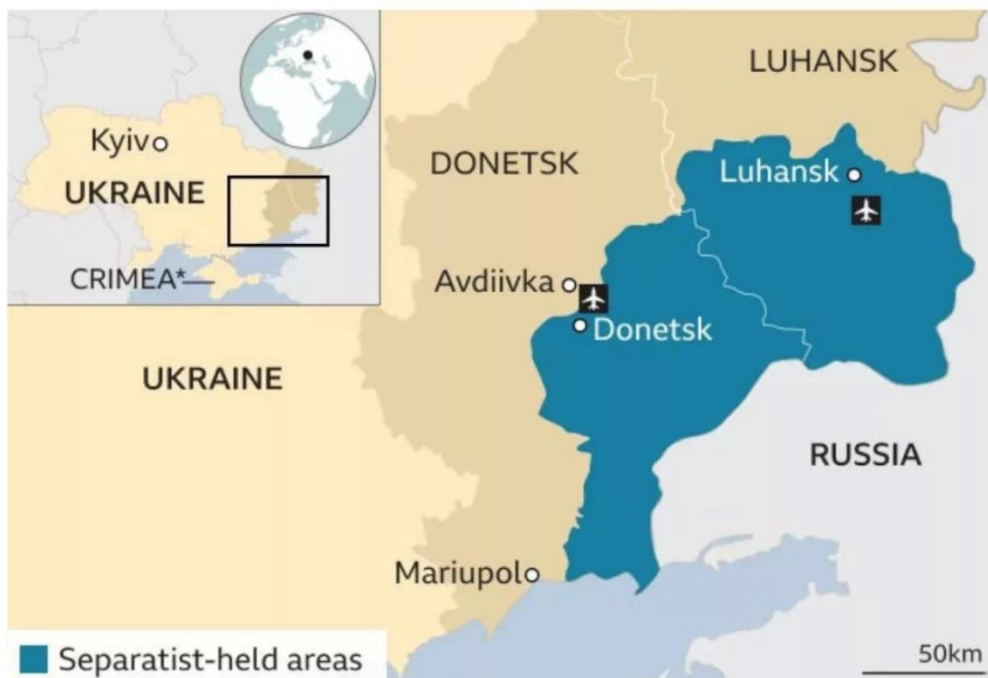 LUHANSK
Kyiv
DONETSK
Luhansk
UKRAINE
CRIMEA*
Avdiivka
Donetsk
UKRAINE
RUSSIA
Mariupol
Separatist-held areas
50km